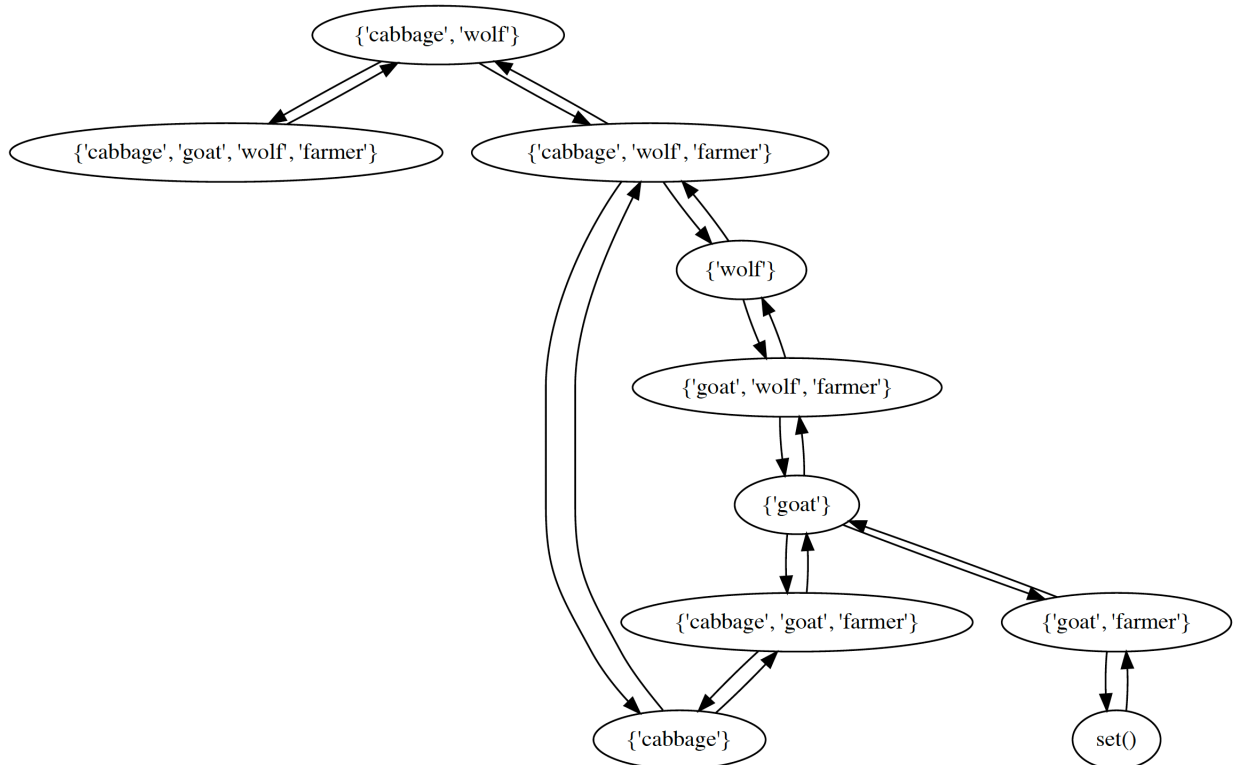 {'cabbage', 'wolf'}
{'cabbage', 'goat', 'wolf', 'farmer'}
{'cabbage', 'wolf', 'farmer'}
{'wolf'}
{'goat', 'wolf', 'farmer'}
{'goat'}
{'cabbage', 'goat', 'farmer'}
{'goat', 'farmer'}
{'cabbage'}
set()